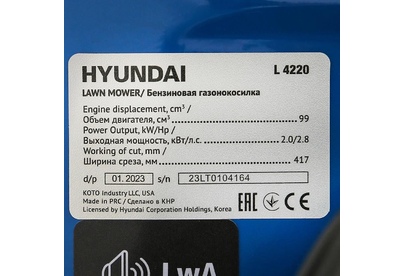 HYUNDAI L 4220
LAWN MOWER/ Бензиновая газонокосилка
Engine displacement, cm³ /
Объем двигателя, см³ 99
Power Output, kW/Hp /
Выходная мощность, кВт/л.с. 2.0/2.8
Working of cut, mm /
Ширина среза, мм 417
d/p 01.2023 s/n 23LT0104164
KOTO Industry LLC, USA
Made in PRC / Сделано в КНР
Licensed by Hyundai Corporation Holdings, Korea
EAC CE
LwA